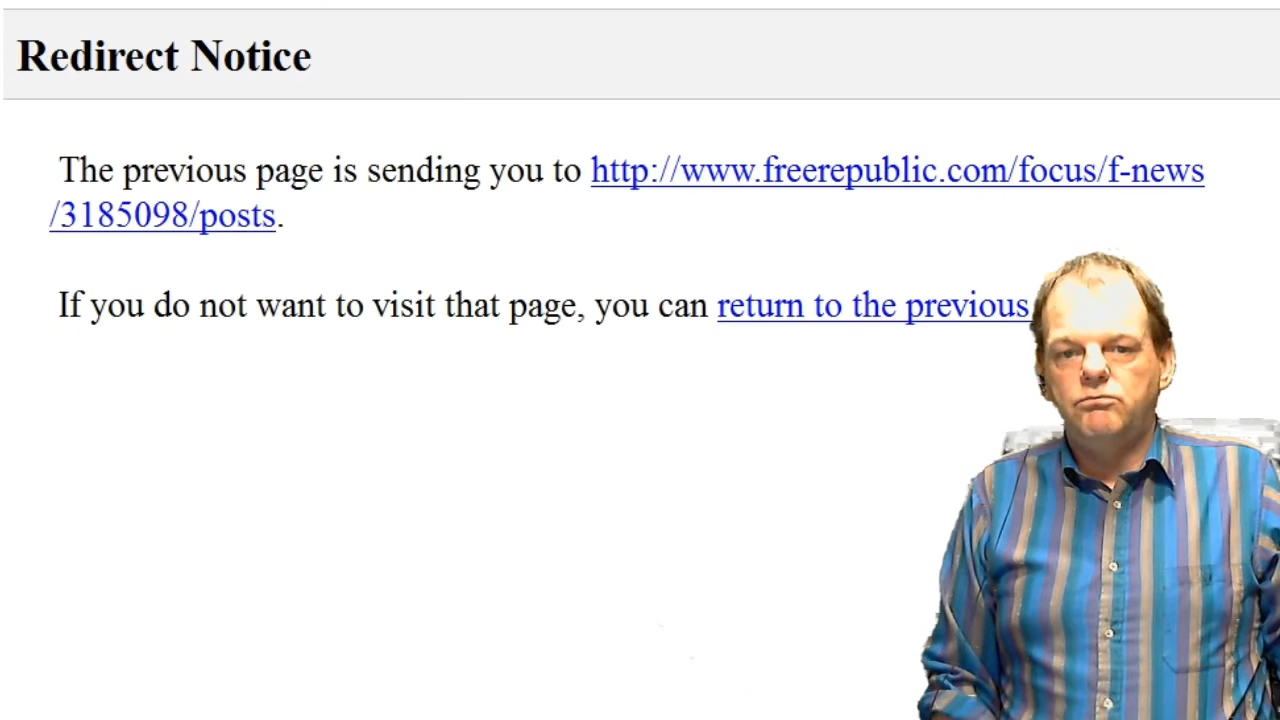 Redirect Notice
The previous page is sending you to http://www.freerepublic.com/focus/f-news
/3185098/posts.
If you do not want to visit that page, you can return to the previous